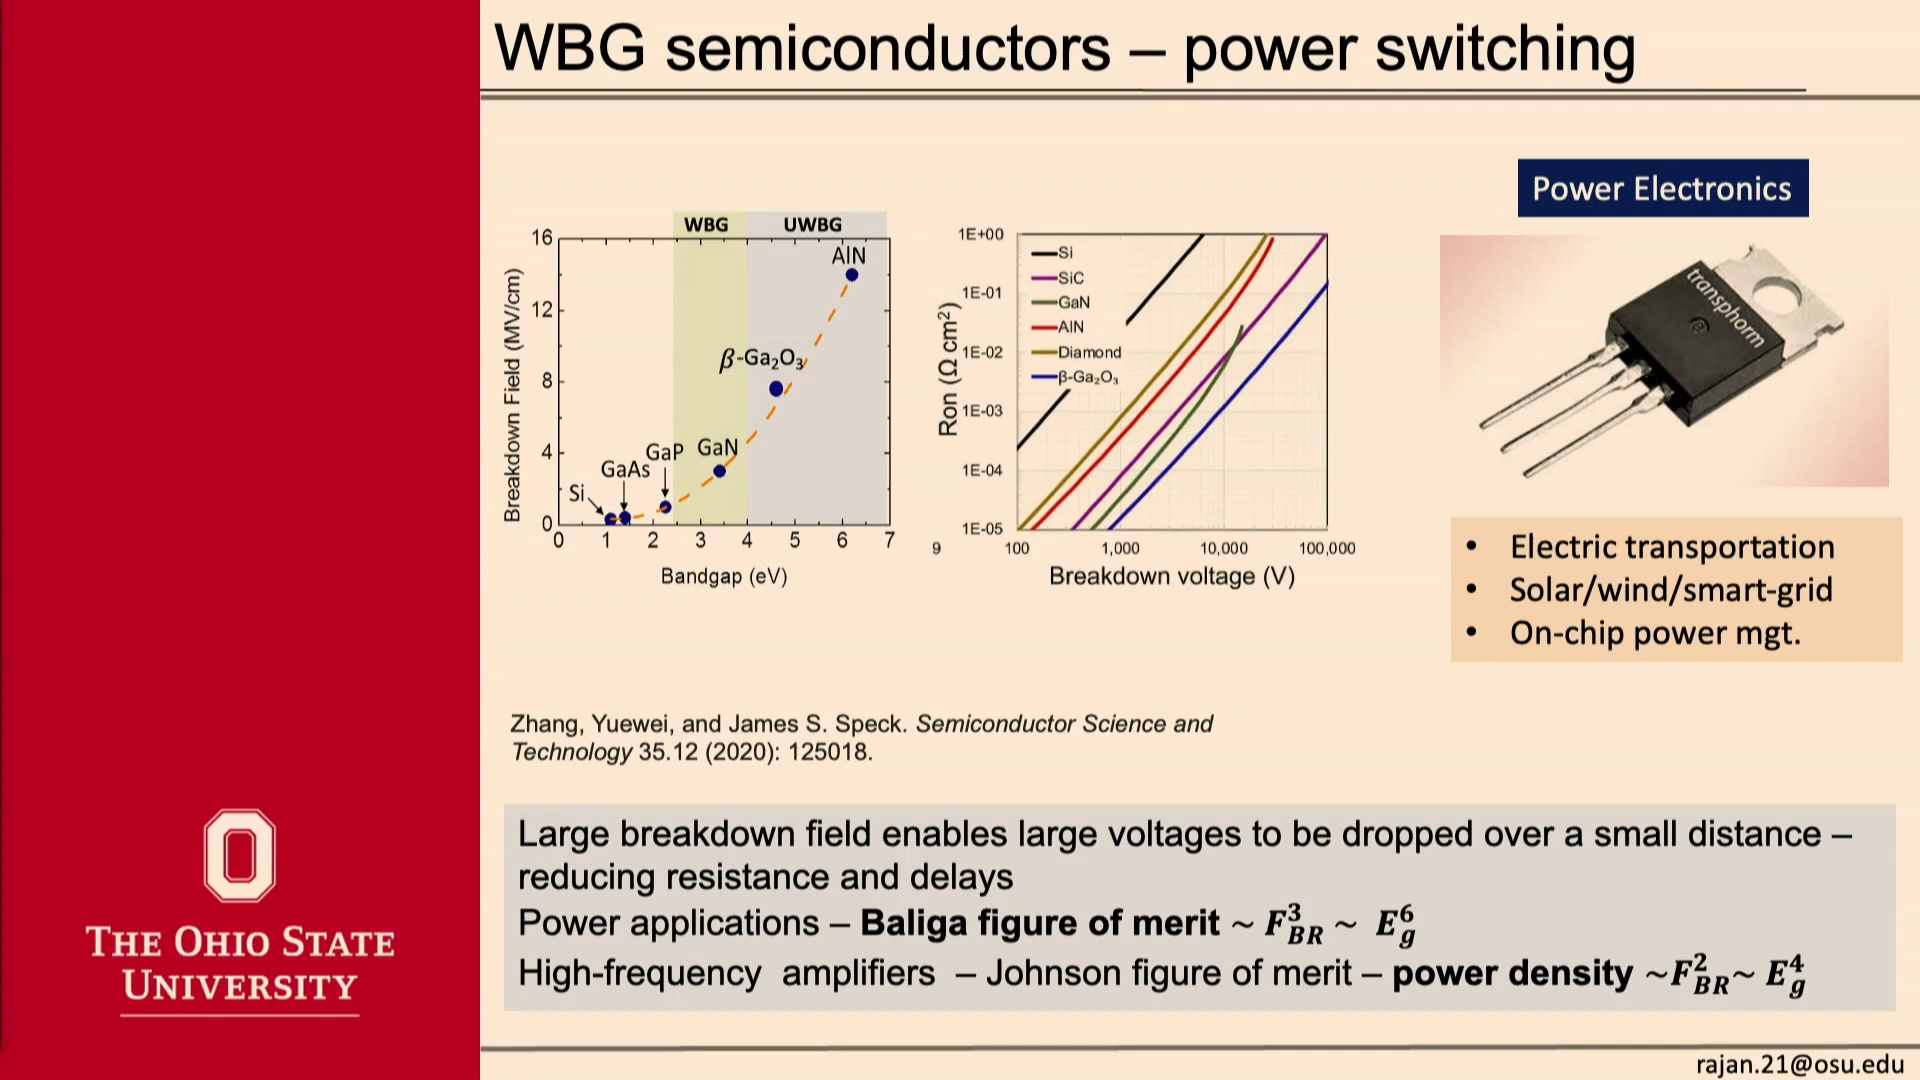 WBG semiconductors – power switching
Power Electronics
WBG
UWBG
16
12
8
4
0
Breakdown Field (MV/cm)
AlN
β-Ga₂O₃
GaN
GaP
GaAs
Si
0 1 2 3 4 5 6 7
Bandgap (eV)
9
1E+00
1E-01
1E-02
1E-03
1E-04
1E-05
Ron (Ω cm²)
Si
SiC
GaN
AlN
Diamond
β-Ga₂O₃
100 1,000 10,000 100,000
Breakdown voltage (V)
transphorm
• Electric transportation
• Solar/wind/smart-grid
• On-chip power mgt.
Zhang, Yuewei, and James S. Speck. Semiconductor Science and
Technology 35.12 (2020): 125018.
Large breakdown field enables large voltages to be dropped over a small distance –
reducing resistance and delays
Power applications – Baliga figure of merit ~ F³_BR ~ E⁶_g
High-frequency amplifiers – Johnson figure of merit – power density ~F²_BR~ E⁴_g
THE OHIO STATE
UNIVERSITY
rajan.21@osu.edu